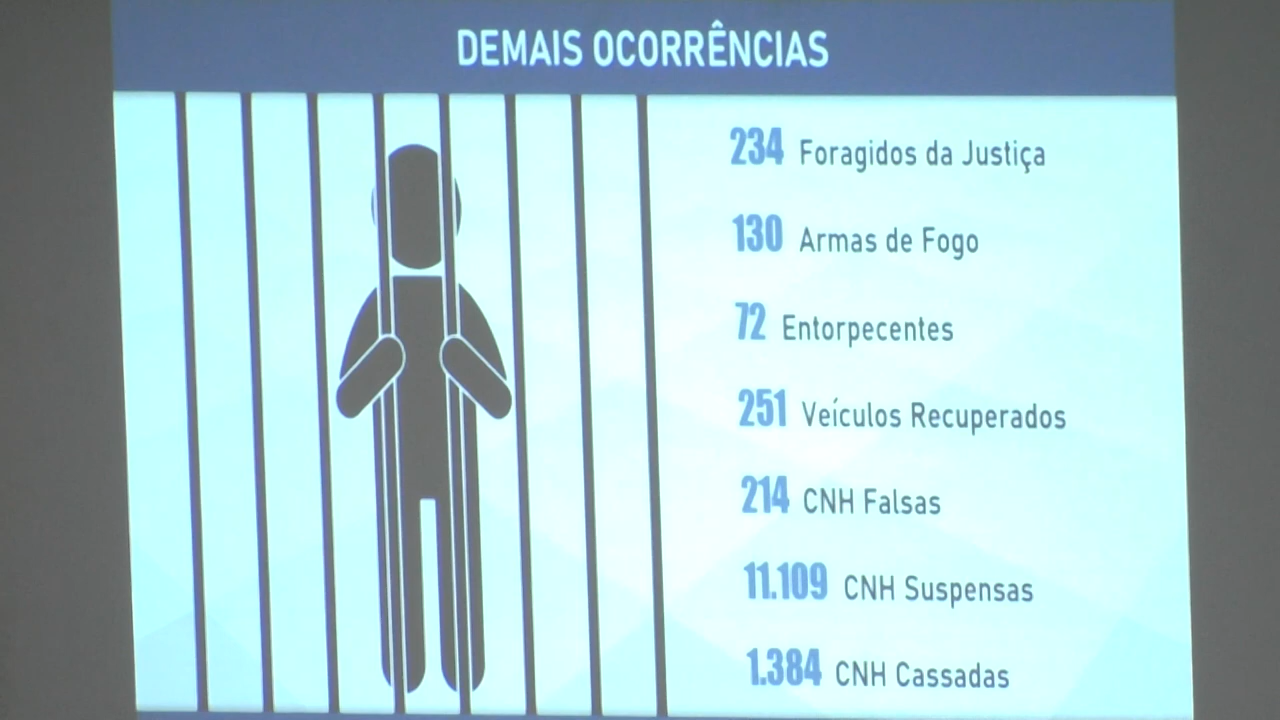 DEMAIS OCORRÊNCIAS
234 Foragidos da Justiça
130 Armas de Fogo
72 Entorpecentes
251 Veículos Recuperados
214 CNH Falsas
11.109 CNH Suspensas
1.384 CNH Cassadas